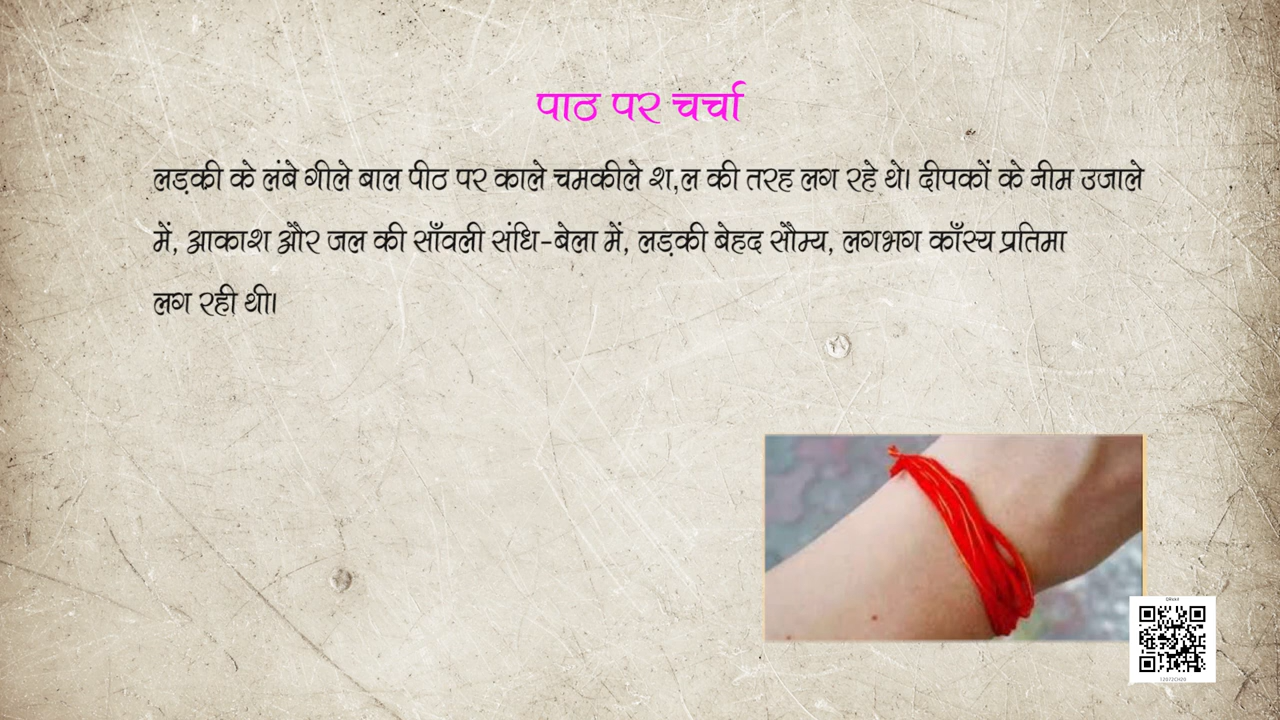 पाठ पर चर्चा
लड़की के लंबे गीले बाल पीठ पर काले चमकीले श,ल की तरह लग रहे थे। दीपकों के नीम उजाले
में, आकाश और जल की साँवली संधि-बेला में, लड़की बेहद सौम्य, लगभग काँस्य प्रतिमा
लग रही थी।